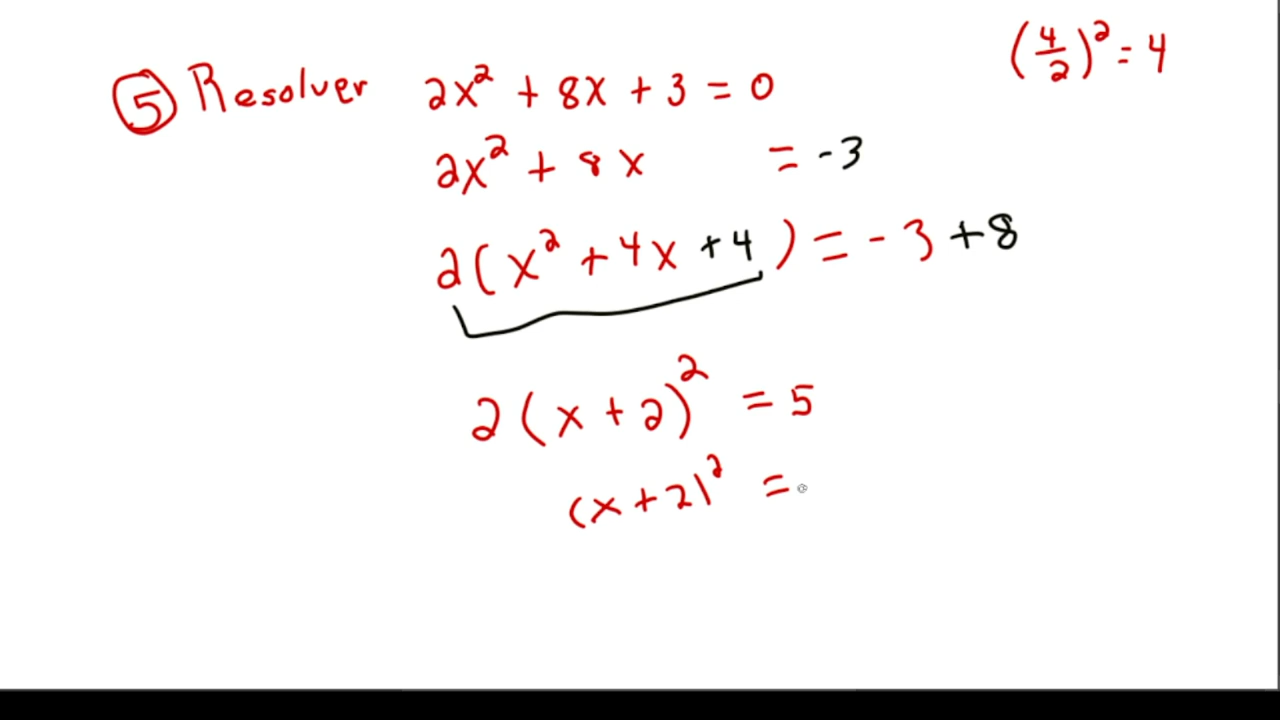 ⑤ Resolver 2x² + 8x + 3 = 0
(4/2)² = 4
2x² + 8x = -3
2(x² + 4x + 4) = -3 + 8
2(x + 2)² = 5
(x + 2)² =